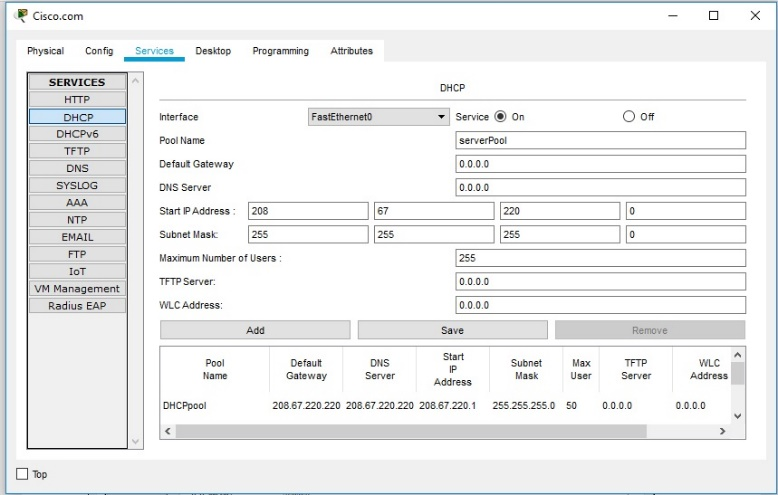 Cisco.com
Physical Config Services Desktop Programming Attributes
SERVICES
HTTP
DHCP
DHCPv6
TFTP
DNS
SYSLOG
AAA
NTP
EMAIL
FTP
IoT
VM Management
Radius EAP
DHCP
Interface FastEthernet0 Service On Off
Pool Name serverPool
Default Gateway 0.0.0.0
DNS Server 0.0.0.0
Start IP Address : 208 67 220 0
Subnet Mask: 255 255 255 0
Maximum Number of Users : 255
TFTP Server: 0.0.0.0
WLC Address: 0.0.0.0
Add Save Remove
Pool Name Default Gateway DNS Server Start IP Address Subnet Mask Max User TFTP Server WLC Address
DHCPpool 208.67.220.220 208.67.220.220 208.67.220.1 255.255.255.0 50 0.0.0.0 0.0.0.0
Top